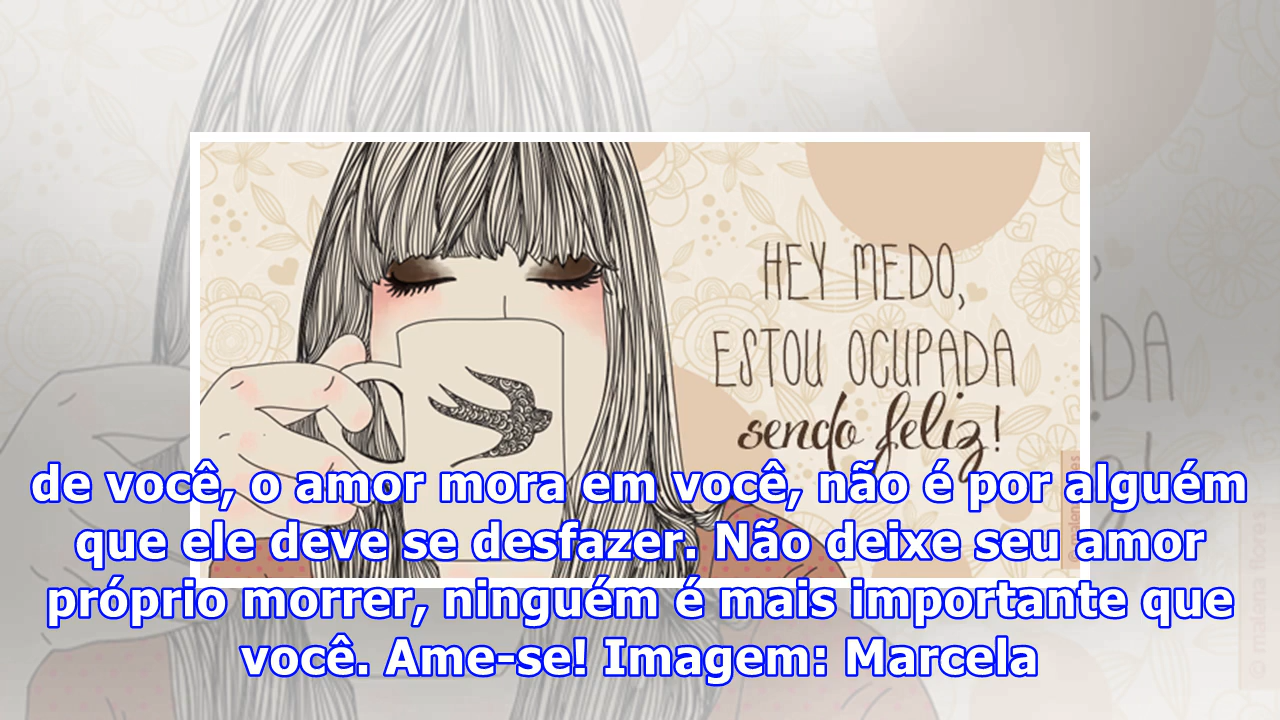 HEY MEDO,
ESTOU OCUPADA
sendo feliz!
de você, o amor mora em você, não é por alguém
que ele deve se desfazer. Não deixe seu amor
próprio morrer, ninguém é mais importante que
você. Ame-se! Imagem: Marcela